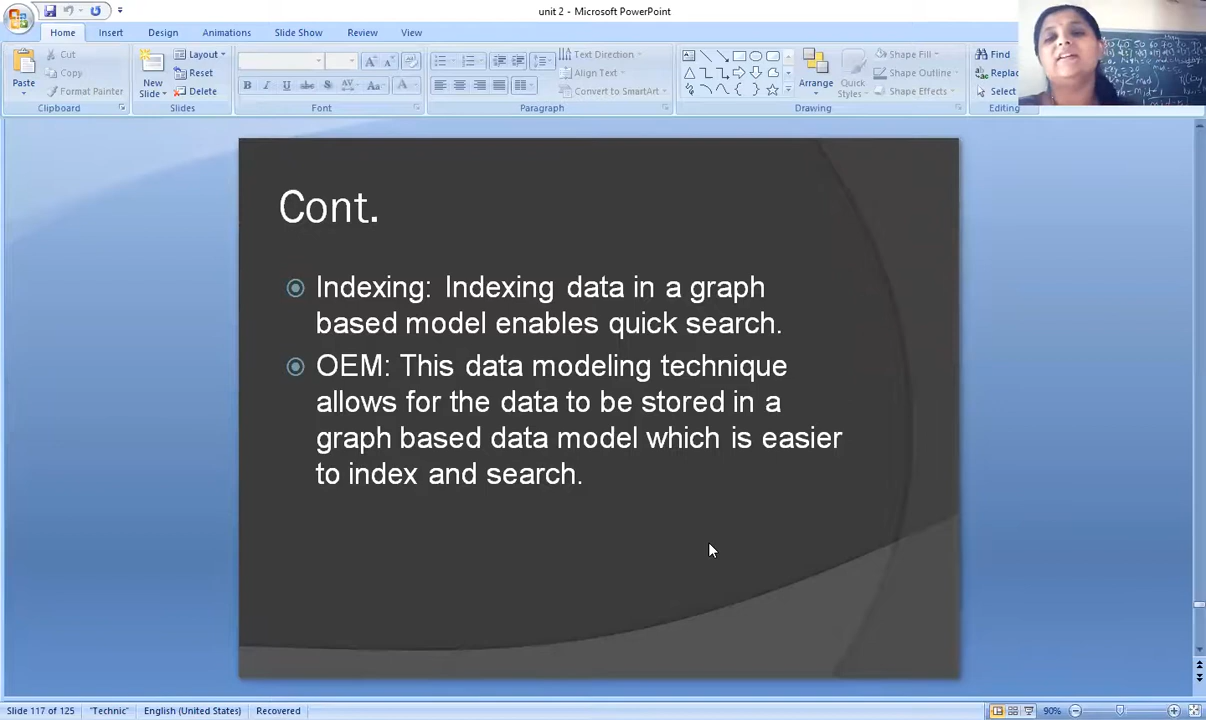 unit 2 - Microsoft PowerPoint
Home Insert Design Animations Slide Show Review View
Cut
Copy
Format Painter
Paste
Clipboard
New
Slide
Layout
Reset
Delete
Slides
B I U abc S AV Aa A
Font
Text Direction
Align Text
Convert to SmartArt
Paragraph
Arrange
Quick
Styles
Shape Fill
Shape Outline
Shape Effects
Drawing
Find
Replac
Select
Editing
Cont.
Indexing: Indexing data in a graph
based model enables quick search.
OEM: This data modeling technique
allows for the data to be stored in a
graph based data model which is easier
to index and search.
Slide 117 of 125 "Technic" English (United States) Recovered 90%